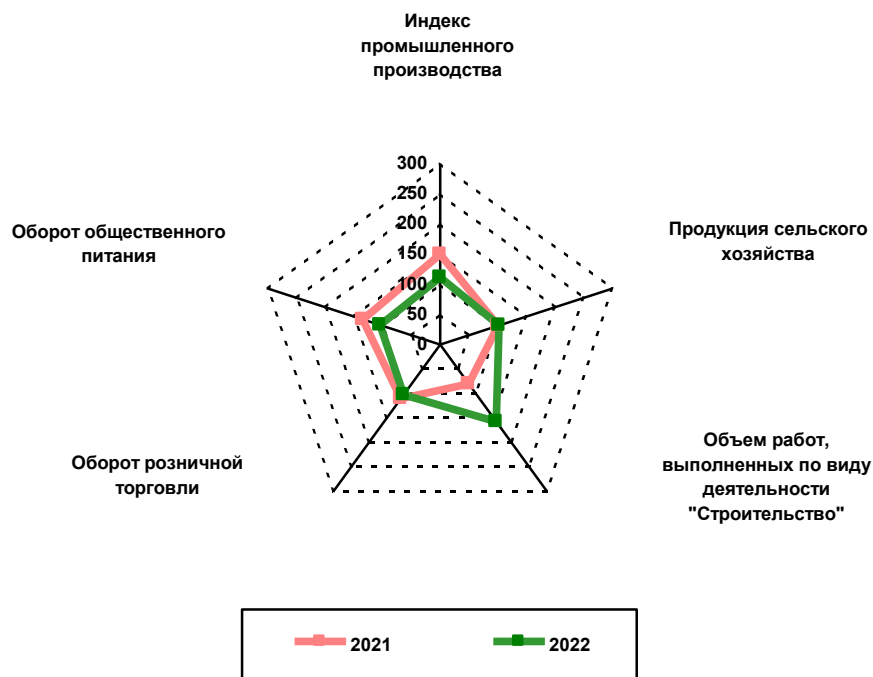 Индекс
промышленного
производства
300
250
200
150
100
50
0
Продукция сельского
хозяйства
Объем работ,
выполненных по виду
деятельности
"Строительство"
Оборот розничной
торговли
Оборот общественного
питания
2021
2022